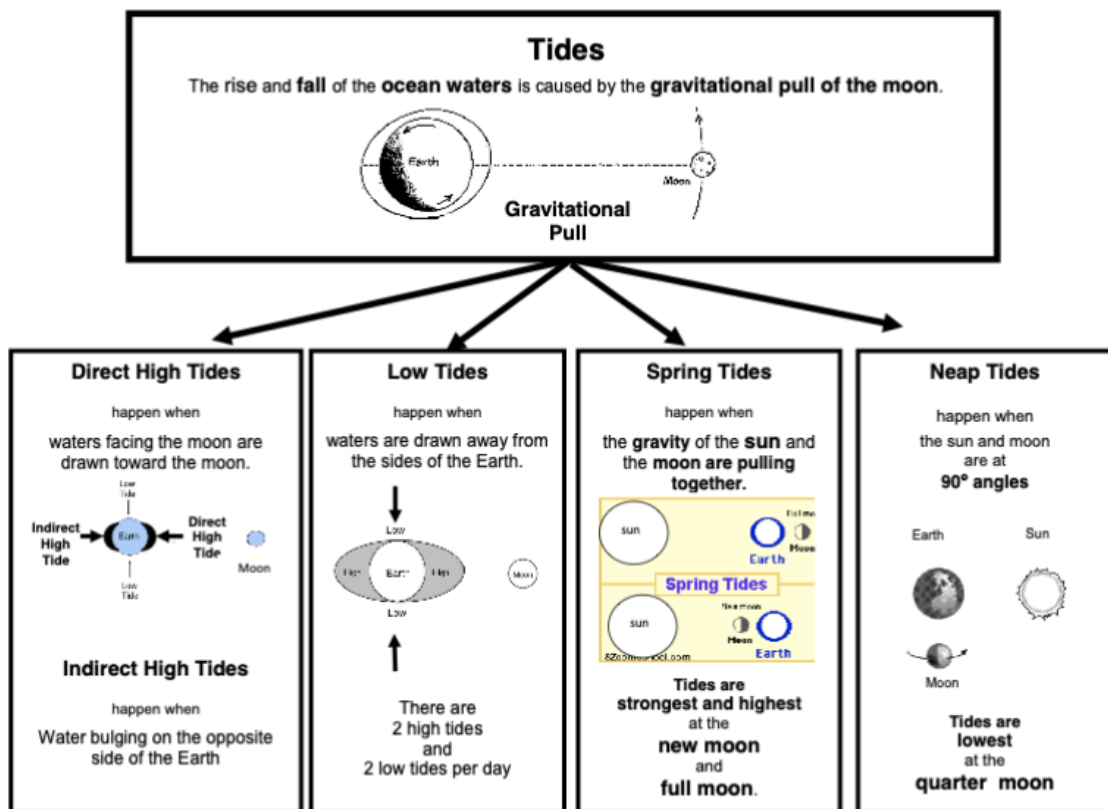 Tides
The rise and fall of the ocean waters is caused by the gravitational pull of the moon.
Earth
Moon
Gravitational
Pull
Direct High Tides
happen when
waters facing the moon are
drawn toward the moon.
Low
Tide
Indirect
High
Tide
Earth
Direct
High
Tide
Moon
Low
Tide
Indirect High Tides
happen when
Water bulging on the opposite
side of the Earth
Low Tides
happen when
waters are drawn away from
the sides of the Earth.
Low
High
Earth
High
Moon
Low
There are
2 high tides
and
2 low tides per day
Spring Tides
happen when
the gravity of the sun and
the moon are pulling
together.
sun
Full mo
Moon
Earth
Spring Tides
sun
New moon
Moon
Earth
Zoomschool.com
Tides are
strongest and highest
at the
new moon
and
full moon.
Neap Tides
happen when
the sun and moon
are at
90° angles
Earth Sun
Moon
Tides are
lowest
at the
quarter moon